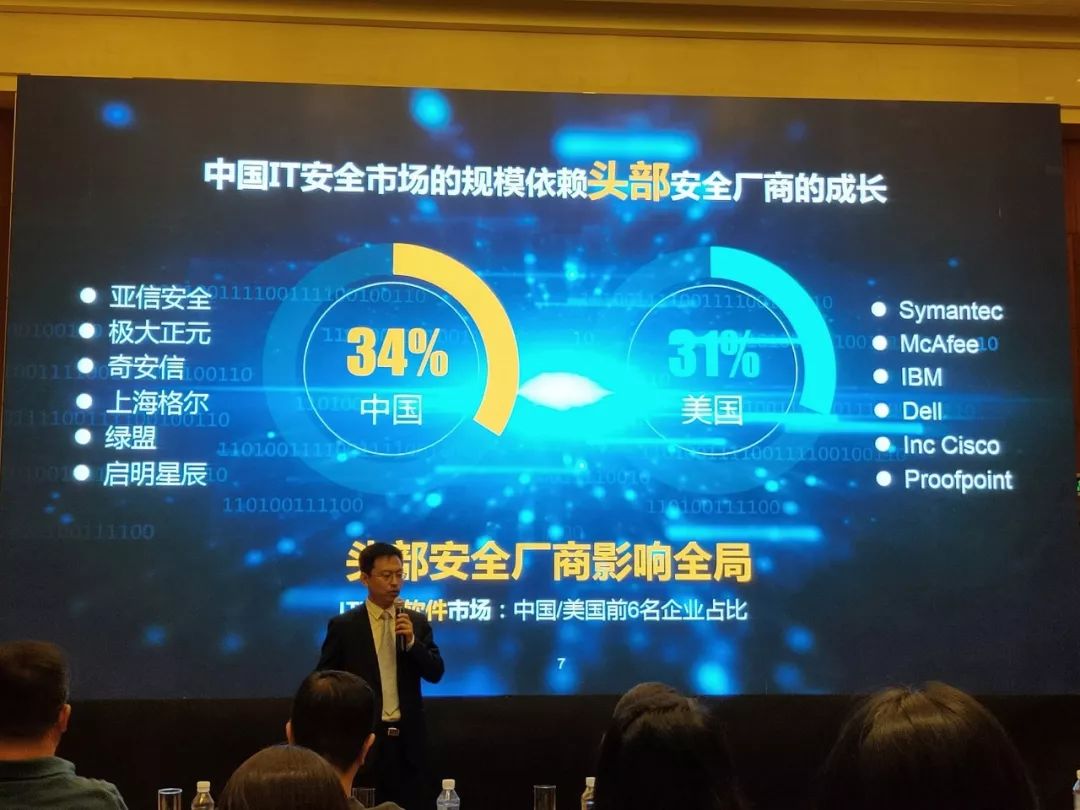 中国IT安全市场的规模依赖头部安全厂商的成长
亚信安全
极大正元
奇安信
上海格尔
绿盟
启明星辰
34%
中国
31%
美国
Symantec
McAfee
IBM
Dell
Inc Cisco
Proofpoint
头部安全厂商影响全局
软件市场：中国/美国前6名企业占比
7
110100111100
110100111100